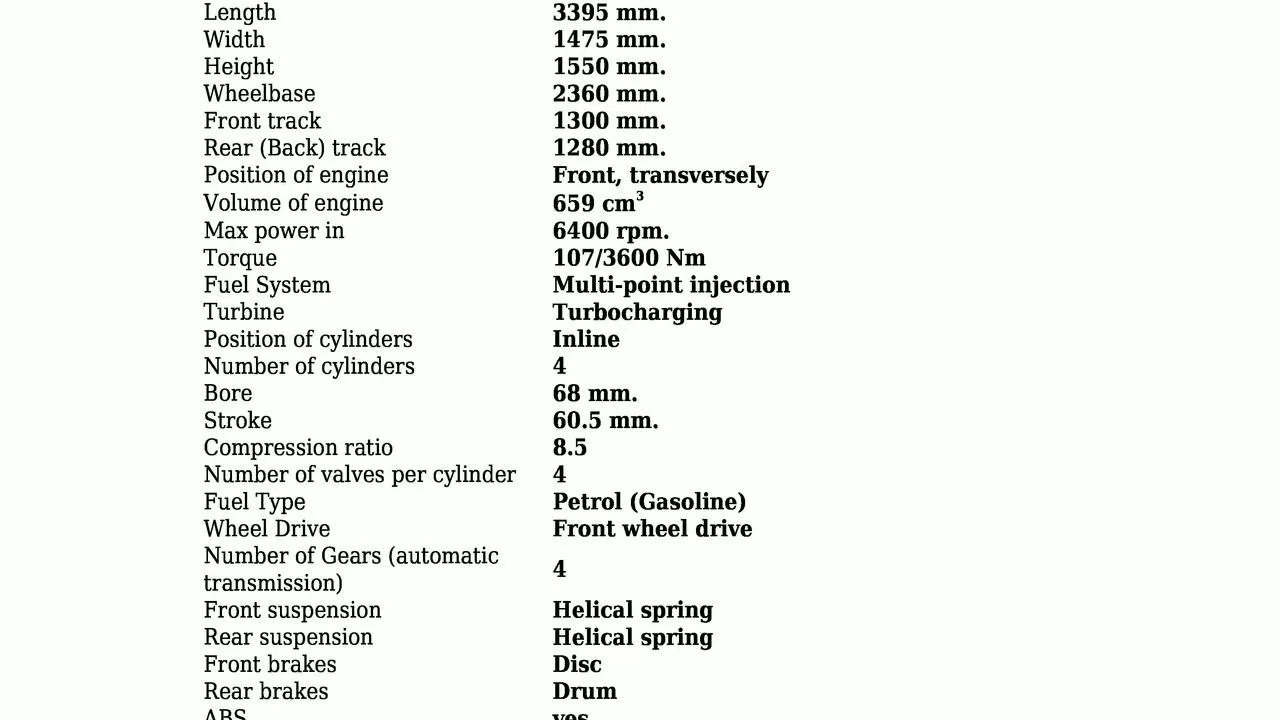 Length 3395 mm.
Width 1475 mm.
Height 1550 mm.
Wheelbase 2360 mm.
Front track 1300 mm.
Rear (Back) track 1280 mm.
Position of engine Front, transversely
Volume of engine 659 cm³
Max power in 6400 rpm.
Torque 107/3600 Nm
Fuel System Multi-point injection
Turbine Turbocharging
Position of cylinders Inline
Number of cylinders 4
Bore 68 mm.
Stroke 60.5 mm.
Compression ratio 8.5
Number of valves per cylinder 4
Fuel Type Petrol (Gasoline)
Wheel Drive Front wheel drive
Number of Gears (automatic
transmission) 4
Front suspension Helical spring
Rear suspension Helical spring
Front brakes Disc
Rear brakes Drum
ABS yes